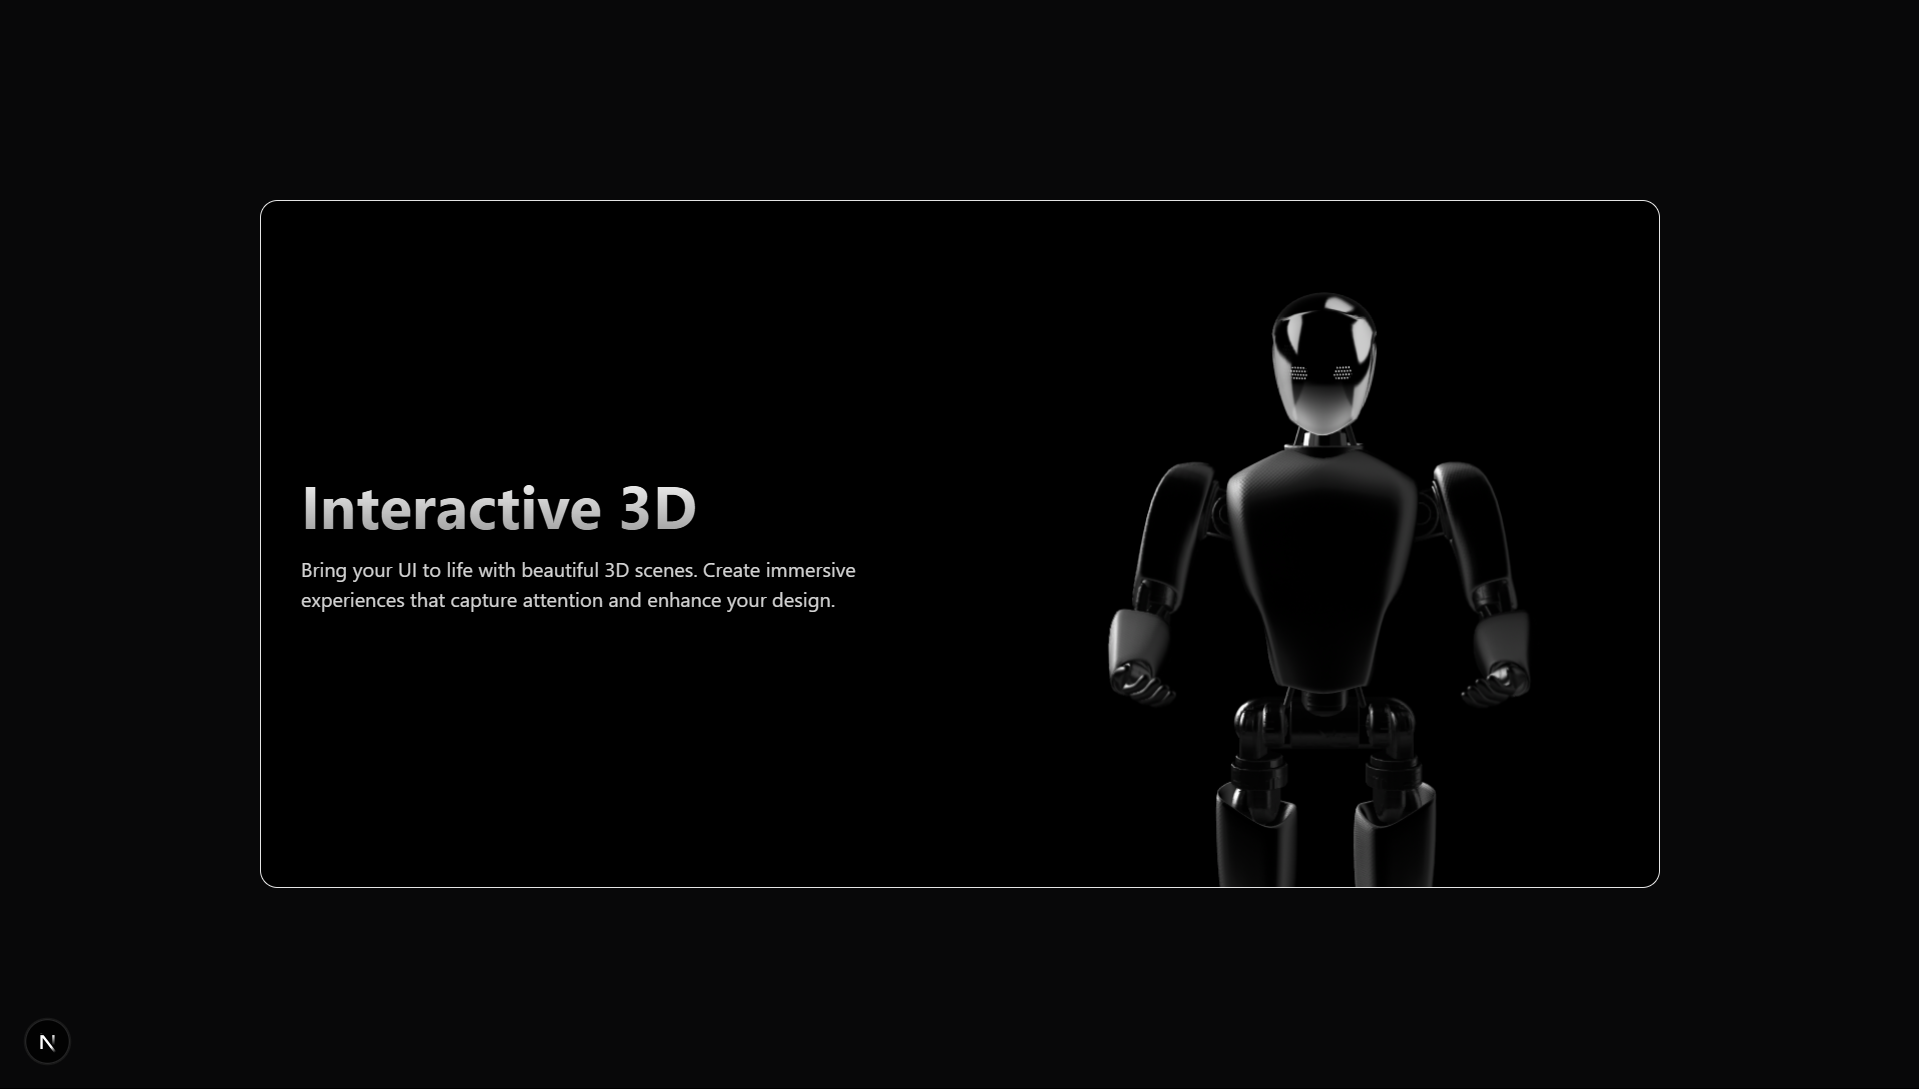 Interactive 3D
Bring your UI to life with beautiful 3D scenes. Create immersive
experiences that capture attention and enhance your design.
N